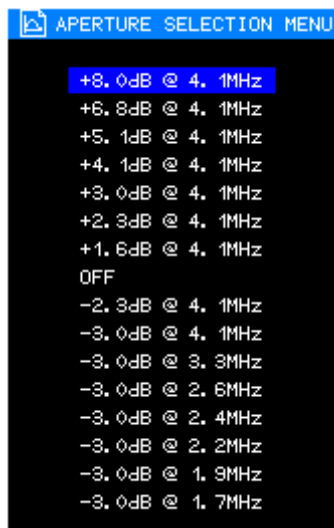 APERTURE SELECTION MENU
+8.0dB @ 4.1MHz
+6.8dB @ 4.1MHz
+5.1dB @ 4.1MHz
+4.1dB @ 4.1MHz
+3.0dB @ 4.1MHz
+2.3dB @ 4.1MHz
+1.6dB @ 4.1MHz
OFF
-2.3dB @ 4.1MHz
-3.0dB @ 4.1MHz
-3.0dB @ 3.3MHz
-3.0dB @ 2.6MHz
-3.0dB @ 2.4MHz
-3.0dB @ 2.2MHz
-3.0dB @ 1.9MHz
-3.0dB @ 1.7MHz